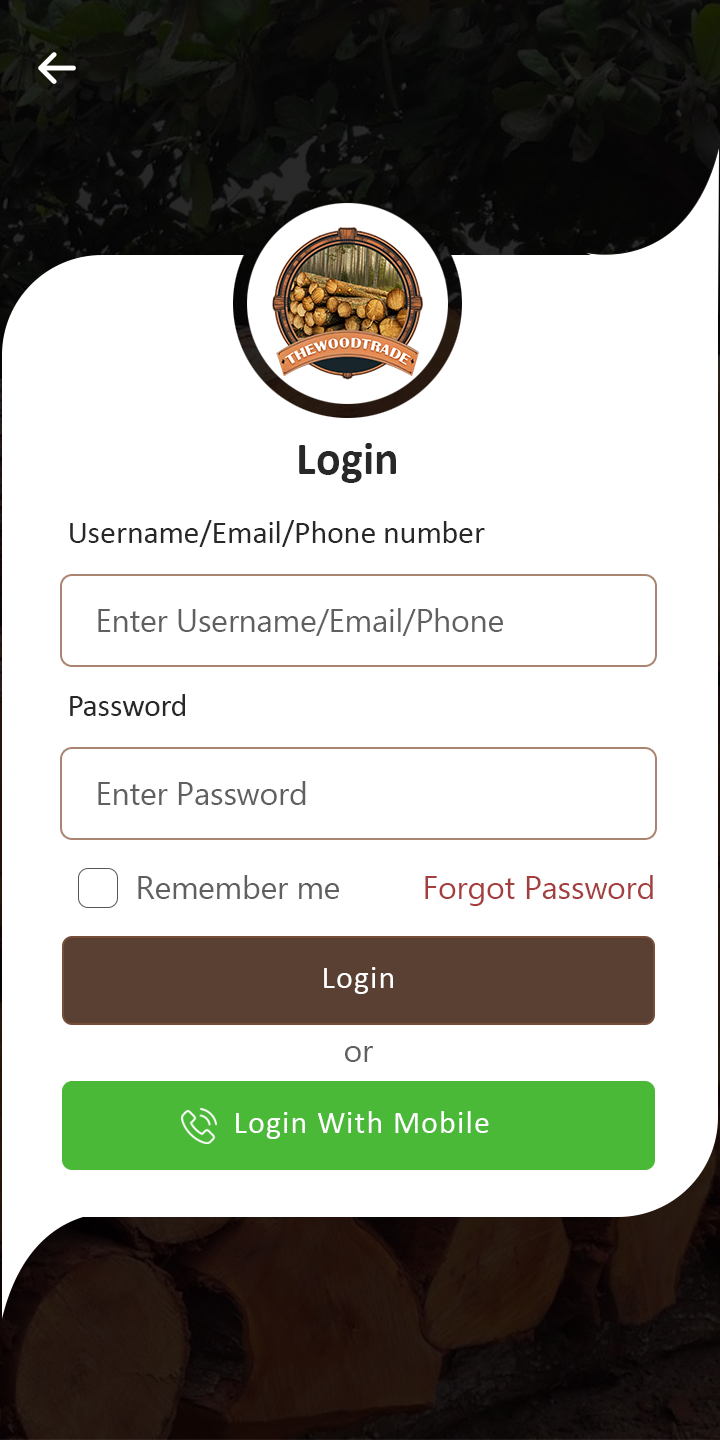 THEWOODTRADE
Login
Username/Email/Phone number
Enter Username/Email/Phone
Password
Enter Password
Remember me
Forgot Password
Login
or
Login With Mobile